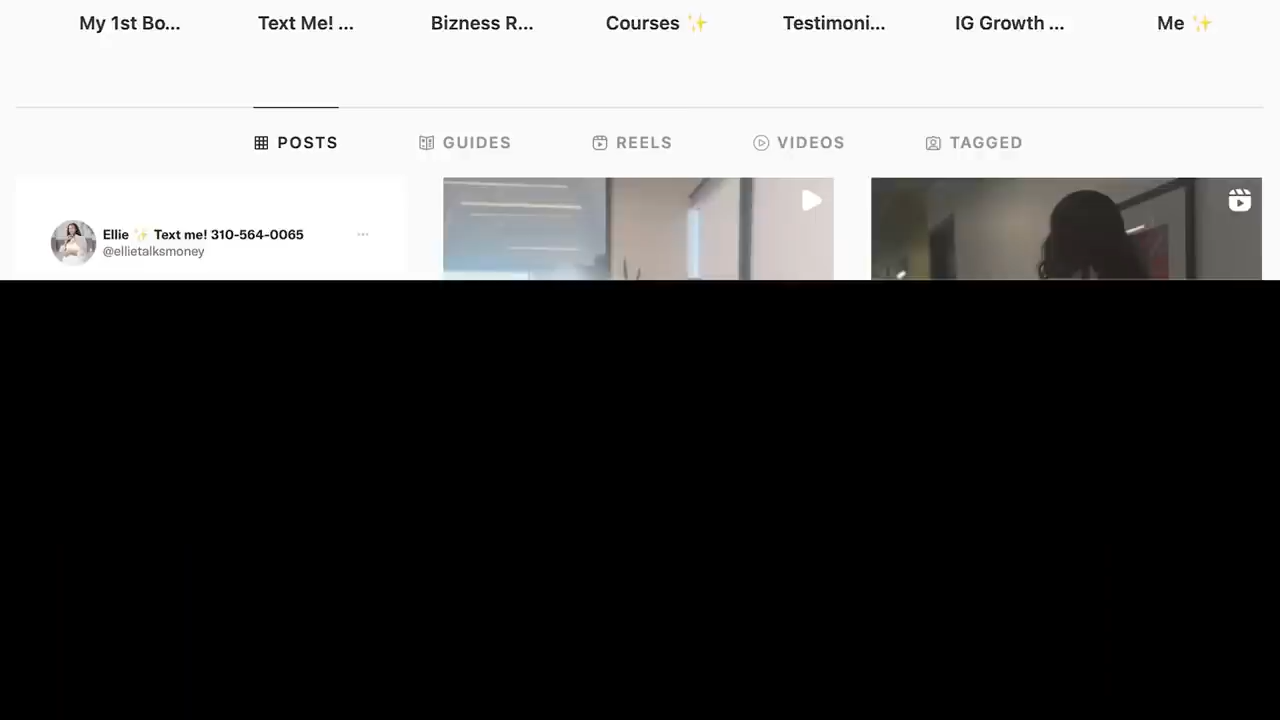 My 1st Bo...
Text Me! ...
Bizness R...
Courses ✨
Testimoni...
IG Growth ...
Me ✨
POSTS
GUIDES
REELS
VIDEOS
TAGGED
Ellie ✨ Text me! 310-564-0065
@ellietalksmoney